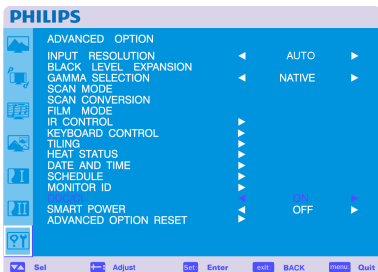 PHILIPS
ADVANCED OPTION
INPUT RESOLUTION AUTO
BLACK LEVEL EXPANSION
GAMMA SELECTION NATIVE
SCAN MODE
SCAN CONVERSION
FILM MODE
IR CONTROL
KEYBOARD CONTROL
TILING
HEAT STATUS
DATE AND TIME
SCHEDULE
MONITOR ID
ON
SMART POWER OFF
ADVANCED OPTION RESET
Sel Adjust Set Enter exit BACK menu Quit